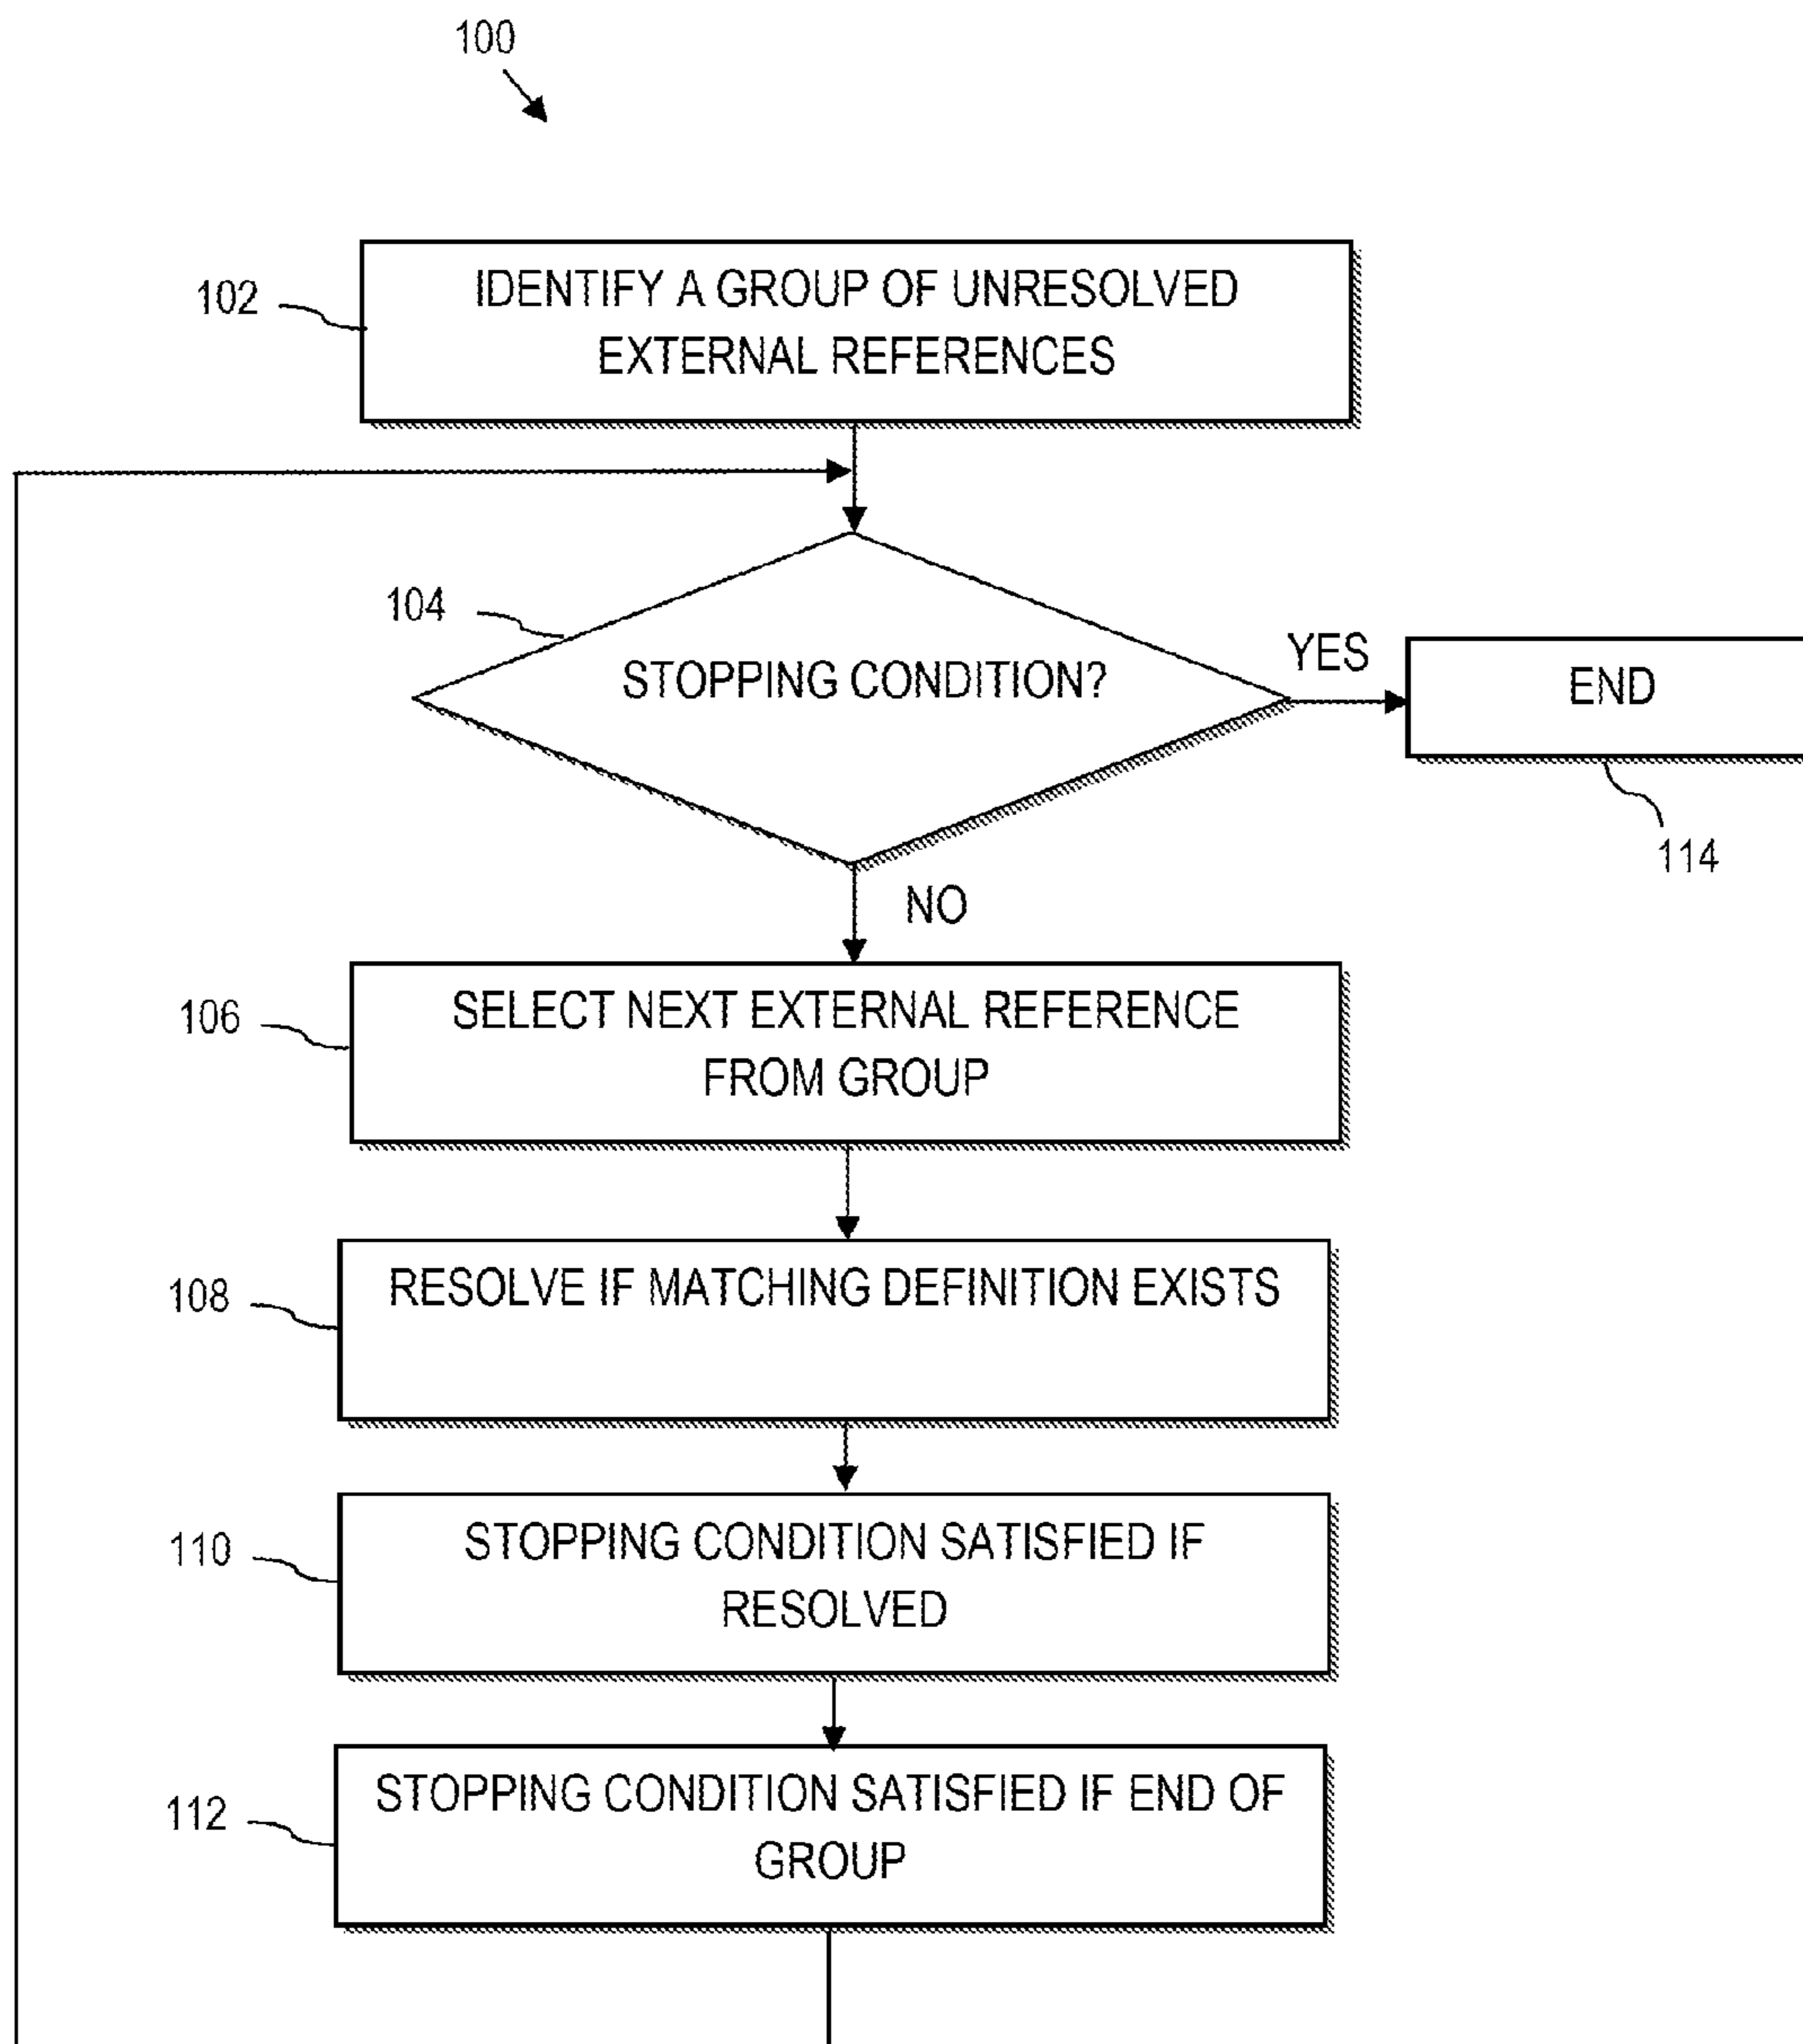 100
102
IDENTIFY A GROUP OF UNRESOLVED
EXTERNAL REFERENCES
104
STOPPING CONDITION?
YES
END
114
NO
106
SELECT NEXT EXTERNAL REFERENCE
FROM GROUP
108
RESOLVE IF MATCHING DEFINITION EXISTS
110
STOPPING CONDITION SATISFIED IF
RESOLVED
112
STOPPING CONDITION SATISFIED IF END OF
GROUP